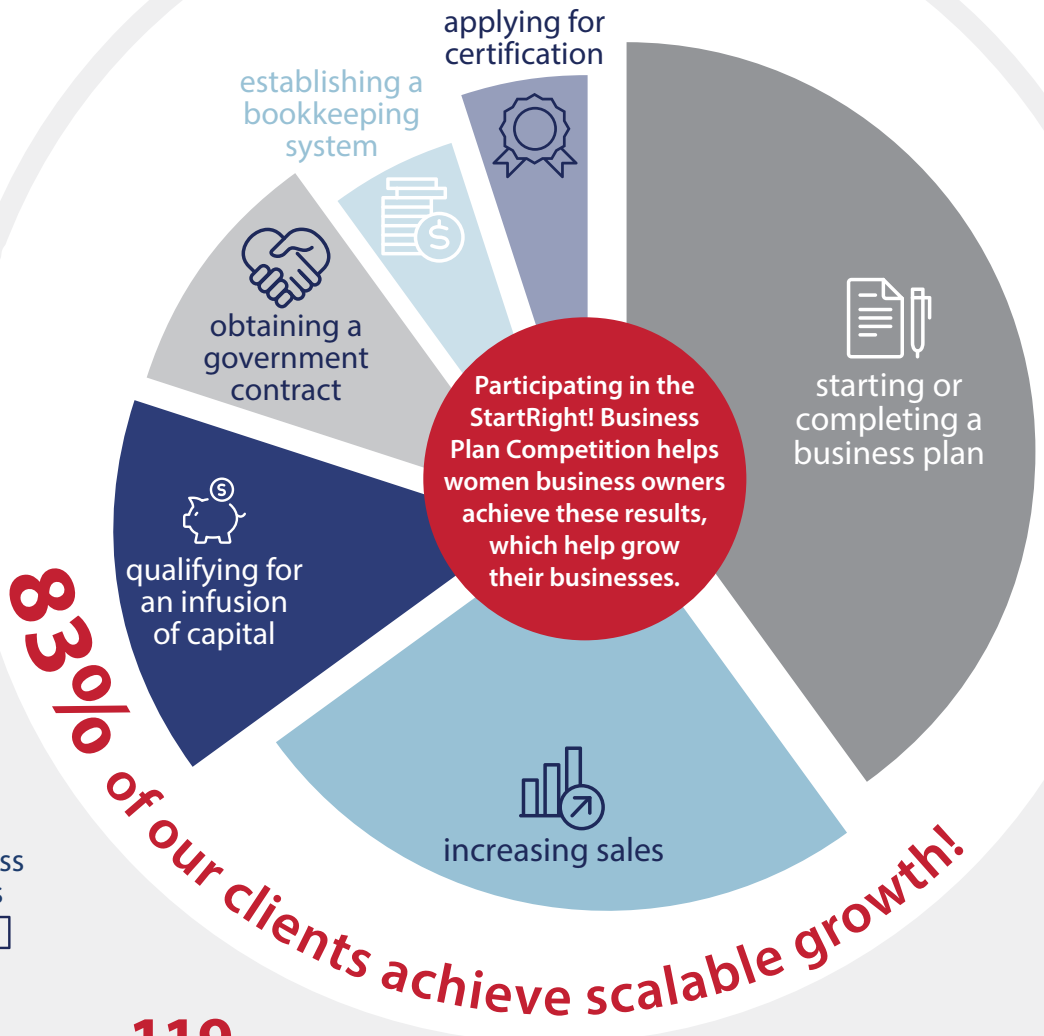 applying for
certification
establishing a
bookkeeping
system
$
obtaining a
government
contract
starting or
completing a
business plan
Participating in the
StartRight! Business
Plan Competition helps
women business owners
achieve these results,
which help grow
their businesses.
S
qualifying for
an infusion
of capital
increasing sales
83% of our clients achieve scalable growth!
ss
s